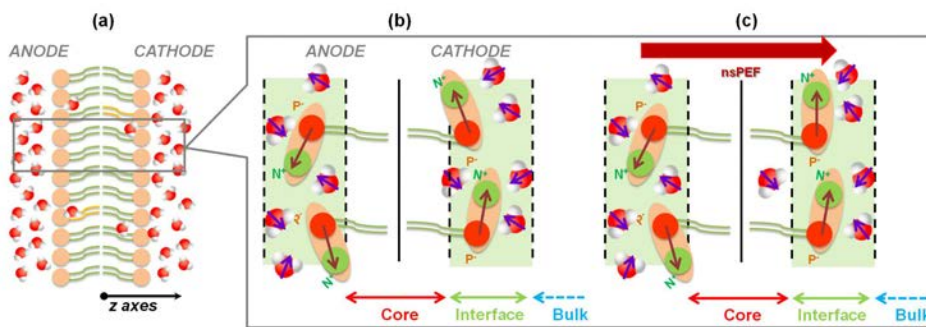 (a)
(b)
(c)
ANODE
CATHODE
ANODE
CATHODE
nsPEF
N⁺
N⁺
P⁻
P⁻
P⁻
P⁻
N⁺
N⁺
N⁺
N⁺
P⁻
P⁻
P⁻
P⁻
N⁺
N⁺
z axes
Core
Interface
Bulk
Core
Interface
Bulk